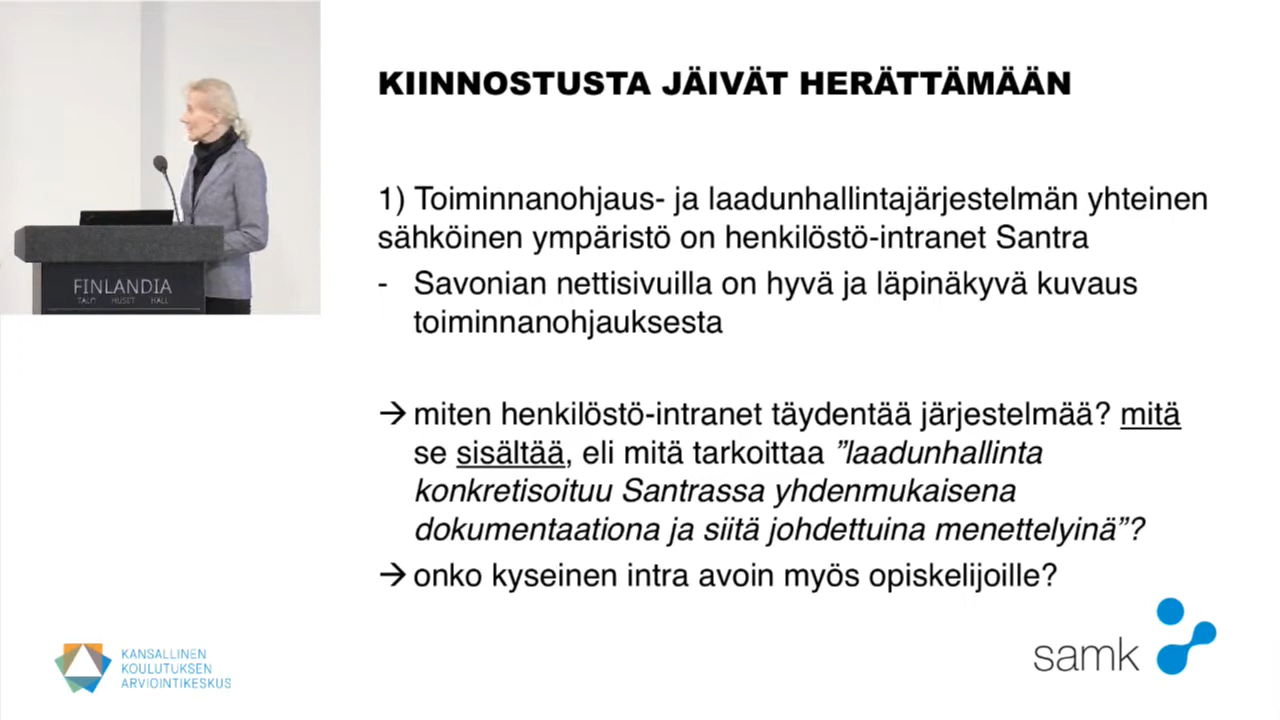 KIINNOSTUSTA JÄIVÄT HERÄTTÄMÄÄN
1) Toiminnanohjaus- ja laadunhallintajärjestelmän yhteinen
sähköinen ympäristö on henkilöstö-intranet Santra
- Savonian nettisivuilla on hyvä ja läpinäkyvä kuvaus
toiminnanohjauksesta
→ miten henkilöstö-intranet täydentää järjestelmää? mitä
se sisältää, eli mitä tarkoittaa ”laadunhallinta
konkretisoituu Santrassa yhdenmukaisena
dokumentaationa ja siitä johdettuina menettelyinä”?
→ onko kyseinen intra avoin myös opiskelijoille?
FINLANDIA
TALO HUSET HALL
KANSALLINEN
KOULUTUKSEN
ARVIOINTIKESKUS
samk